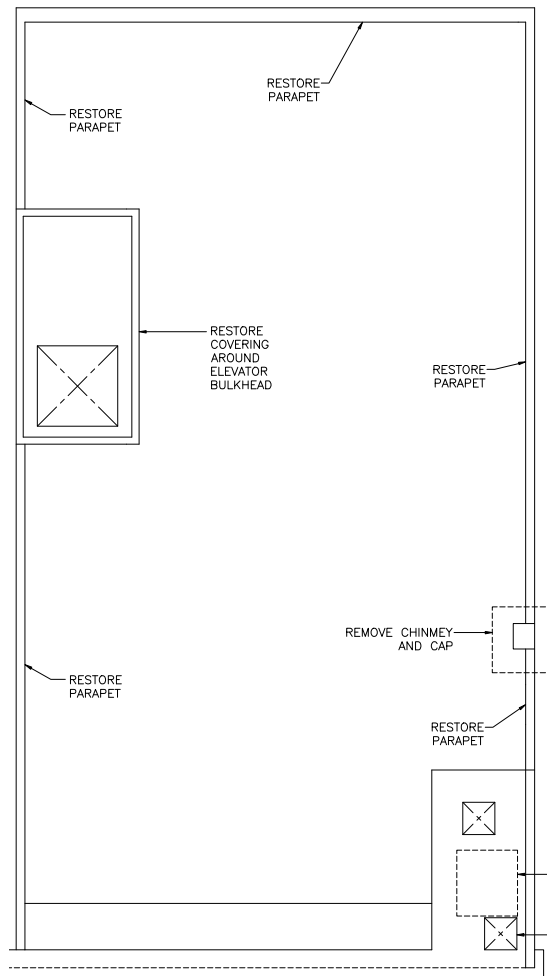 RESTORE
PARAPET
RESTORE
PARAPET
RESTORE
COVERING
AROUND
ELEVATOR
BULKHEAD
RESTORE
PARAPET
REMOVE CHINMEY
AND CAP
RESTORE
PARAPET
RESTORE
PARAPET